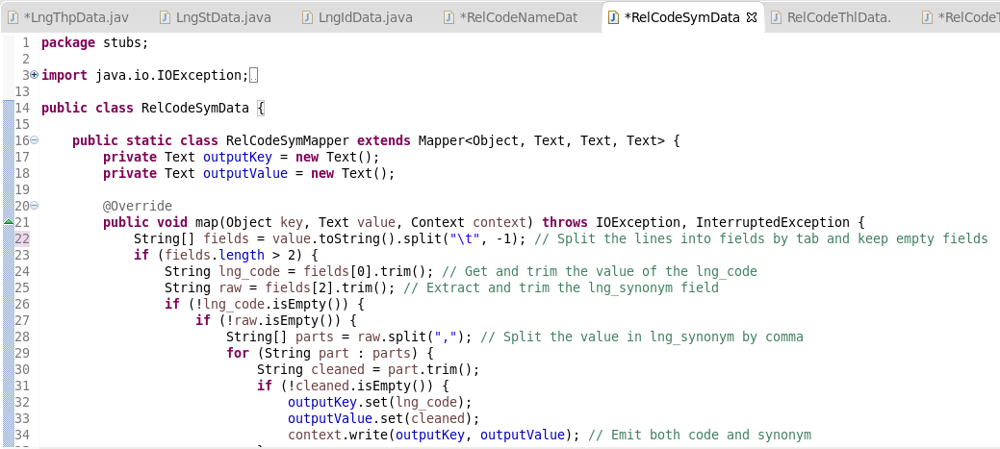 *LngThpData.jav LngStData.java LngIdData.java *RelCodeNameDat *RelCodeSymData RelCodeThlData. *RelCodeT
1 package stubs;
2
3 import java.io.IOException;
13
14 public class RelCodeSymData {
15
16 public static class RelCodeSymMapper extends Mapper<Object, Text, Text, Text> {
17 private Text outputKey = new Text();
18 private Text outputValue = new Text();
19
20 @Override
21 public void map(Object key, Text value, Context context) throws IOException, InterruptedException {
22 String[] fields = value.toString().split("\t", -1); // Split the lines into fields by tab and keep empty fields
23 if (fields.length > 2) {
24 String lng_code = fields[0].trim(); // Get and trim the value of the lng_code
25 String raw = fields[2].trim(); // Extract and trim the lng_synonym field
26 if (!lng_code.isEmpty()) {
27 if (!raw.isEmpty()) {
28 String[] parts = raw.split(","); // Split the value in lng_synonym by comma
29 for (String part : parts) {
30 String cleaned = part.trim();
31 if (!cleaned.isEmpty()) {
32 outputKey.set(lng_code);
33 outputValue.set(cleaned);
34 context.write(outputKey, outputValue); // Emit both code and synonym